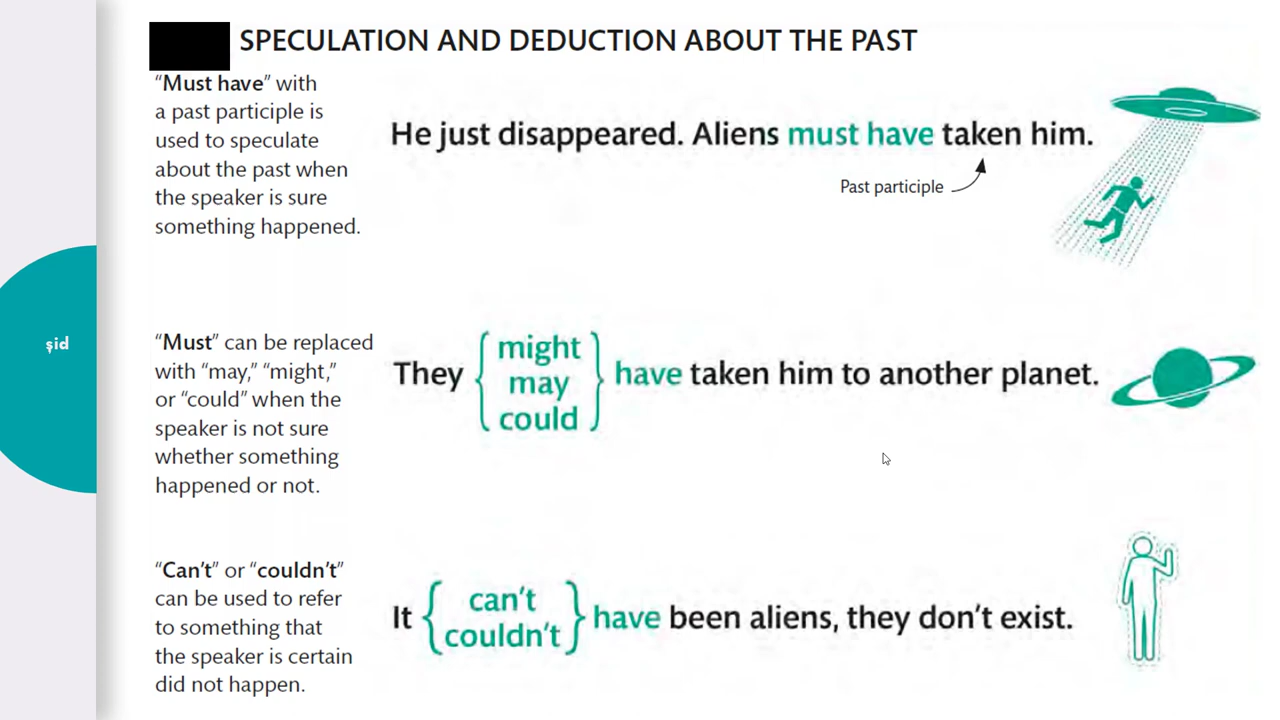 SPECULATION AND DEDUCTION ABOUT THE PAST
“Must have” with
a past participle is
used to speculate
about the past when
the speaker is sure
something happened.
He just disappeared. Aliens must have taken him.
Past participle
şid
“Must” can be replaced
with “may,” “might,”
or “could” when the
speaker is not sure
whether something
happened or not.
might
They may have taken him to another planet.
could
“Can’t” or “couldn’t”
can be used to refer
to something that
the speaker is certain
did not happen.
can’t
It have been aliens, they don’t exist.
couldn’t